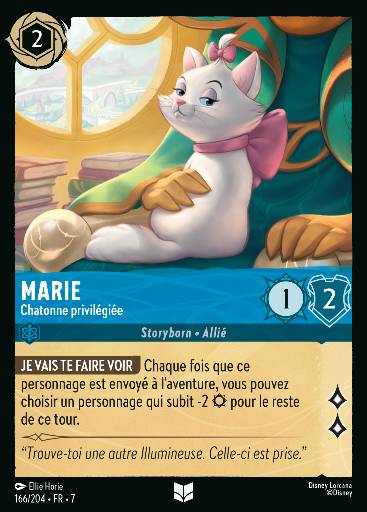 2
MARIE
Chatonne privilégiée
1
2
Storyborn • Allié
JE VAIS TE FAIRE VOIR Chaque fois que ce
personnage est envoyé à l'aventure, vous pouvez
choisir un personnage qui subit -2 pour le reste
de ce tour.
“Trouve-toi une autre Illumineuse. Celle-ci est prise.”
Ellie Horie
166/204 • FR • 7
Disney Lorcana
©Disney